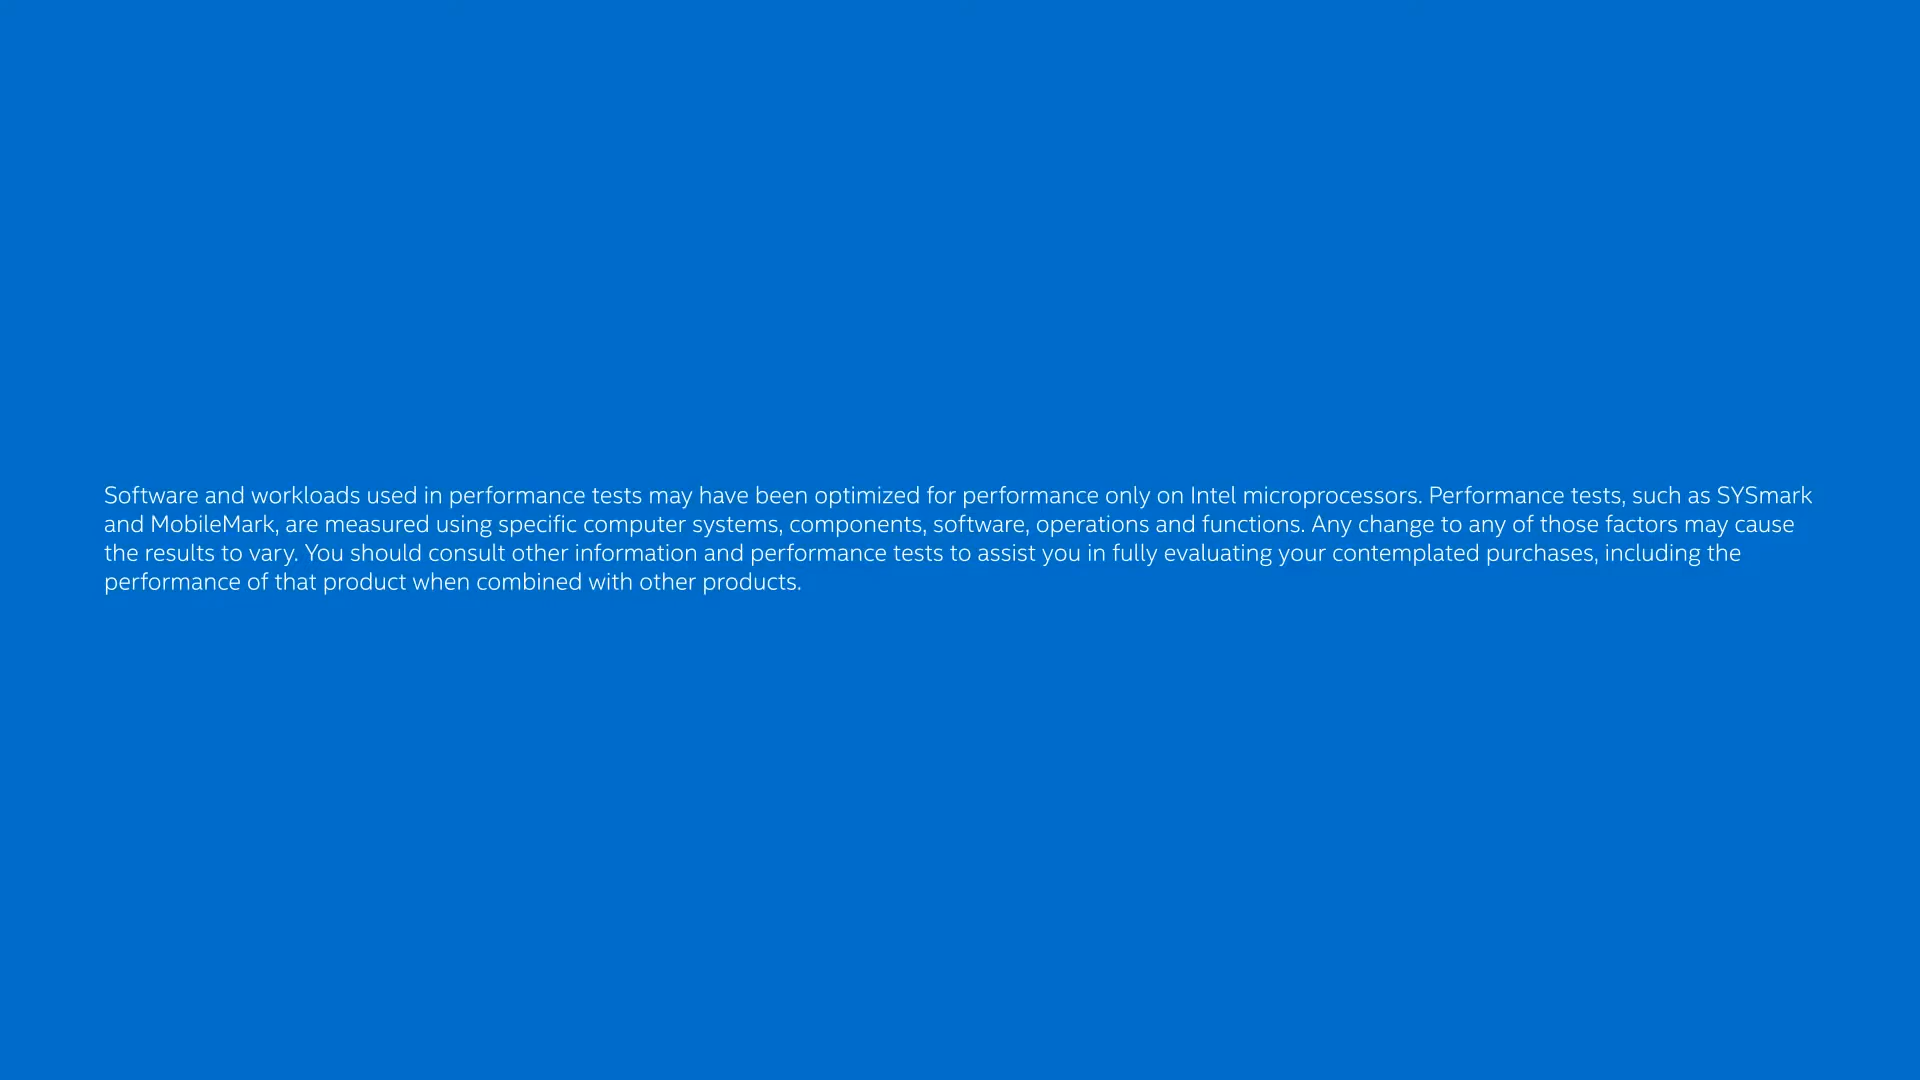 Software and workloads used in performance tests may have been optimized for performance only on Intel microprocessors. Performance tests, such as SYSmark
and MobileMark, are measured using specific computer systems, components, software, operations and functions. Any change to any of those factors may cause
the results to vary. You should consult other information and performance tests to assist you in fully evaluating your contemplated purchases, including the
performance of that product when combined with other products.